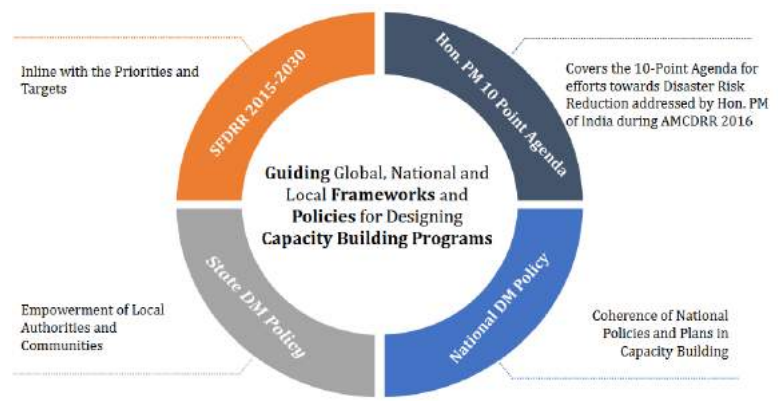 SFDRR 2015-2030
Hon. PM 10 Point Agenda
Inline with the Priorities and
Targets
Covers the 10-Point Agenda for
efforts towards Disaster Risk
Reduction addressed by Hon. PM
of India during AMCDRR 2016
Guiding Global, National and
Local Frameworks and
Policies for Designing
Capacity Building Programs
State DM Policy
National DM Policy
Empowerment of Local
Authorities and
Communities
Coherence of National
Policies and Plans in
Capacity Building